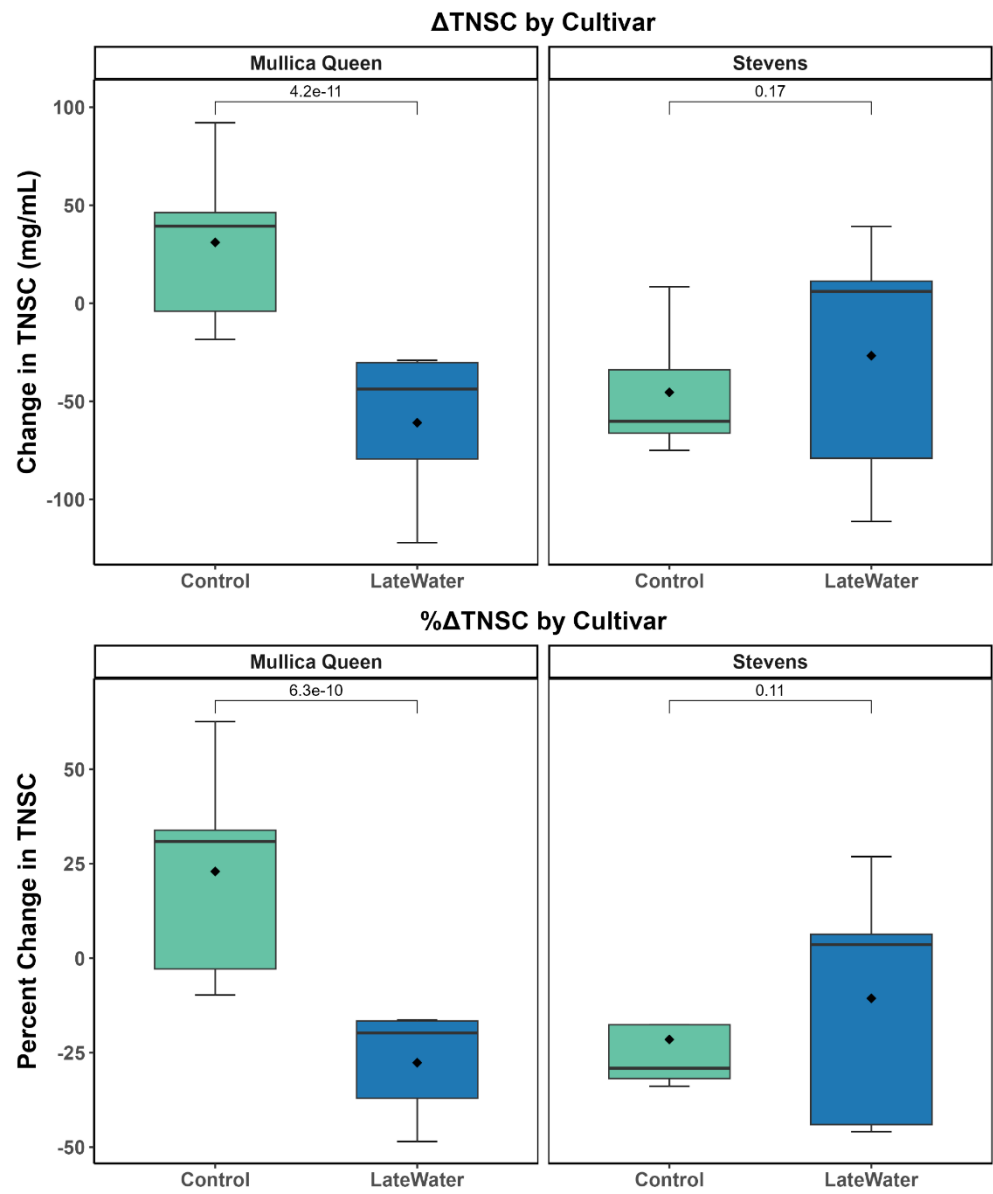 ΔTNSC by Cultivar
Mullica Queen
Stevens
4.2e-11
0.17
Change in TNSC (mg/mL)
100
50
0
-50
-100
Control
LateWater
Control
LateWater
%ΔTNSC by Cultivar
Mullica Queen
Stevens
6.3e-10
0.11
Percent Change in TNSC
50
25
0
-25
-50
Control
LateWater
Control
LateWater